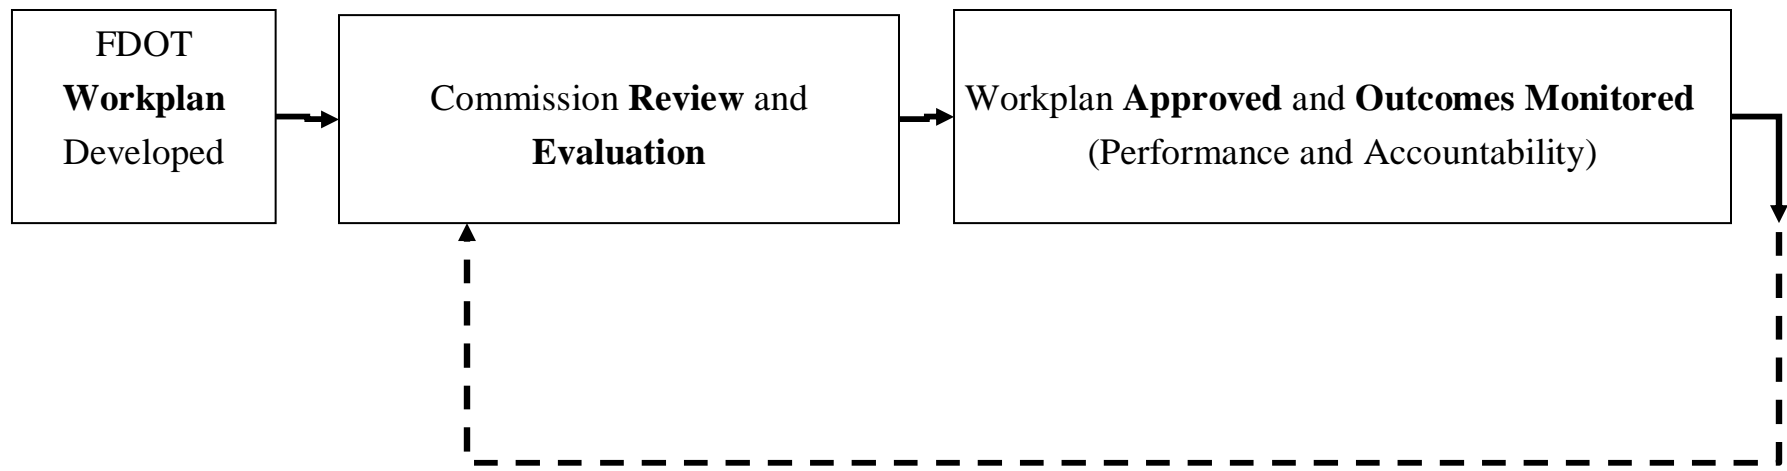 FDOT
Workplan
Developed
Commission Review and
Evaluation
Workplan Approved and Outcomes Monitored
(Performance and Accountability)